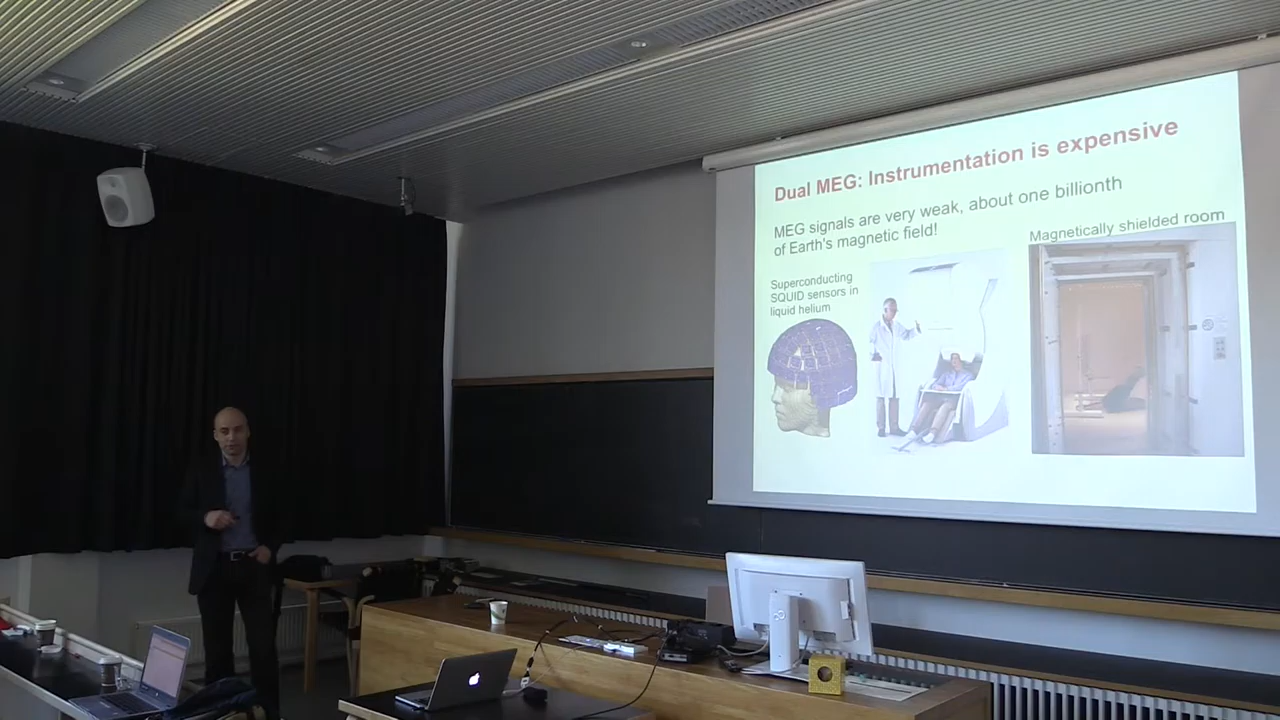 Dual MEG: Instrumentation is expensive
MEG signals are very weak, about one billionth
of Earth's magnetic field!
Magnetically shielded room
Superconducting
SQUID sensors in
liquid helium